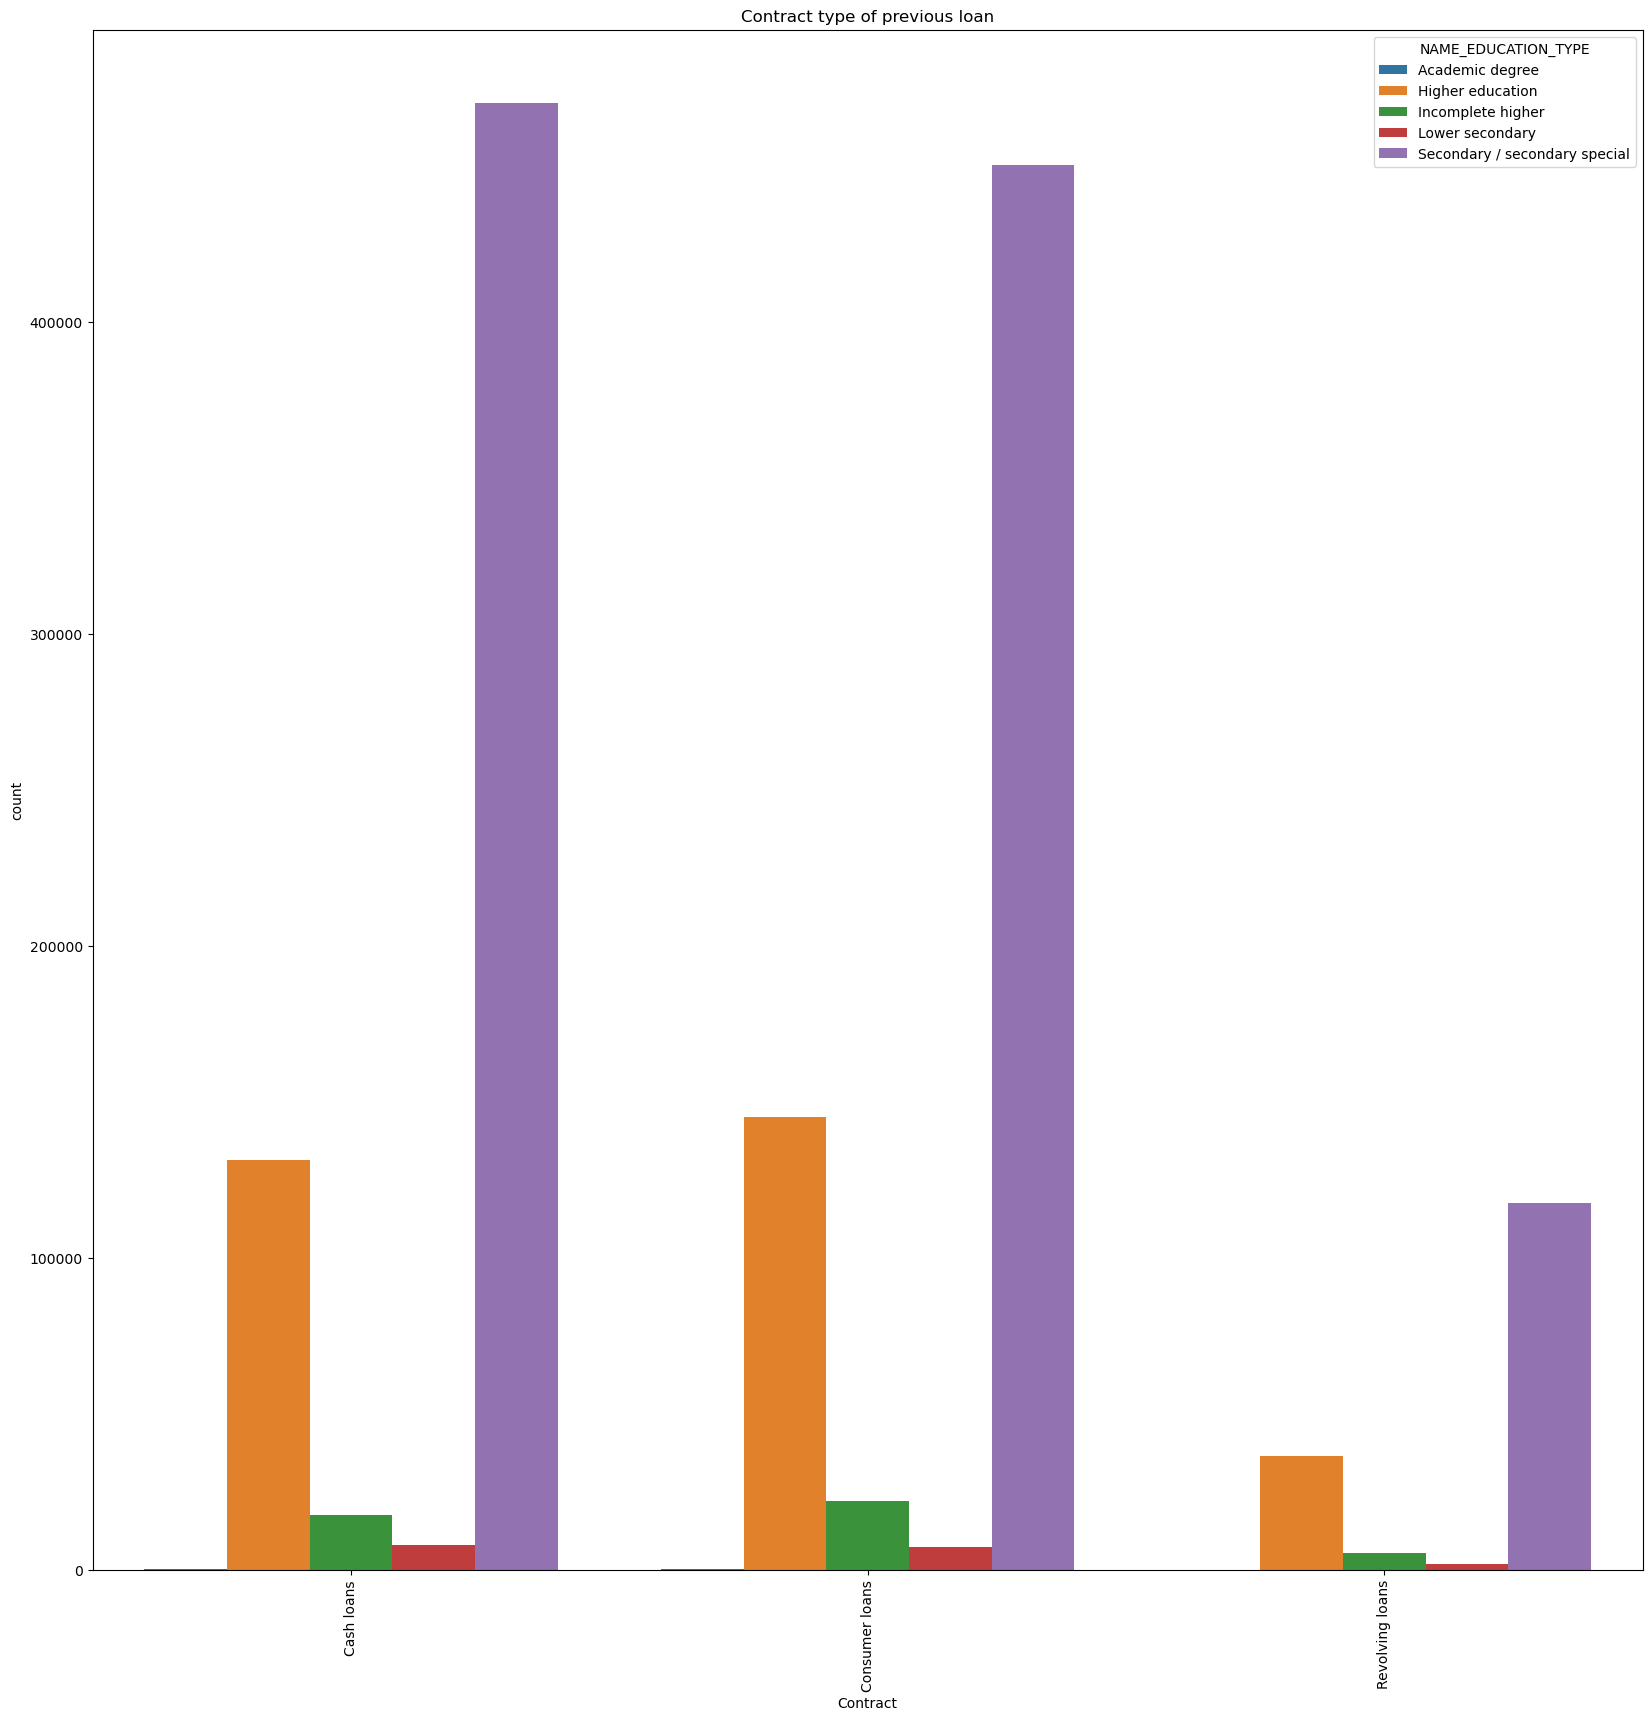 Contract type of previous loan
NAME_EDUCATION_TYPE
Academic degree
Higher education
Incomplete higher
Lower secondary
Secondary / secondary special
400000
300000
200000
100000
0
count
Cash loans
Consumer loans
Revolving loans
Contract